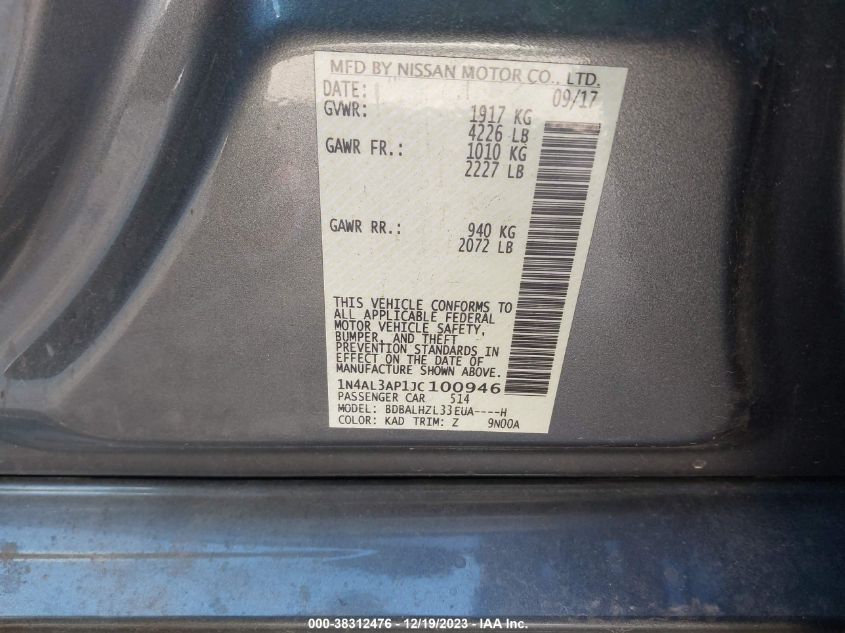 MFD BY NISSAN MOTOR CO., LTD.
DATE: 09/17
GVWR: 1917 KG
4226 LB
GAWR FR.: 1010 KG
2227 LB
GAWR RR.: 940 KG
2072 LB
THIS VEHICLE CONFORMS TO
ALL APPLICABLE FEDERAL
MOTOR VEHICLE SAFETY,
BUMPER, AND THEFT
PREVENTION STANDARDS IN
EFFECT ON THE DATE OF
MANUFACTURE SHOWN ABOVE.
1N4AL3AP1JC100946
PASSENGER CAR 514
MODEL: BDBALHZL33EUA----H
COLOR: KAD TRIM: Z 9N00A
000-38312476 - 12/19/2023 - IAA Inc.